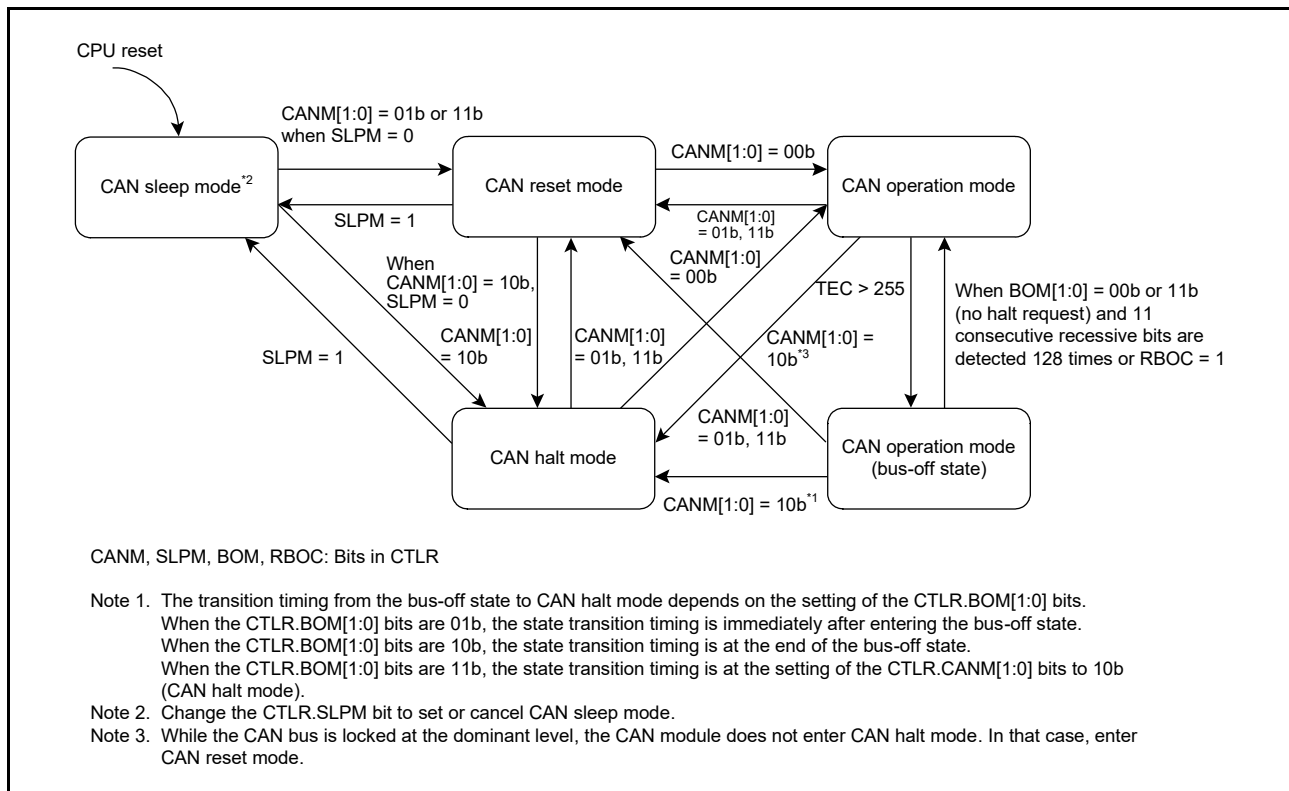 CPU reset
CANM[1:0] = 01b or 11b
when SLPM = 0
CAN sleep mode*2
CAN reset mode
CANM[1:0] = 00b
CAN operation mode
SLPM = 1
CANM[1:0]
= 01b, 11b
When
CANM[1:0] = 10b,
SLPM = 0
CANM[1:0]
= 00b
TEC > 255
When BOM[1:0] = 00b or 11b
(no halt request) and 11
consecutive recessive bits are
detected 128 times or RBOC = 1
SLPM = 1
CANM[1:0]
= 10b
CANM[1:0]
= 01b, 11b
CANM[1:0] =
10b*3
CANM[1:0]
= 01b, 11b
CAN halt mode
CAN operation mode
(bus-off state)
CANM[1:0] = 10b*1
CANM, SLPM, BOM, RBOC: Bits in CTLR
Note 1. The transition timing from the bus-off state to CAN halt mode depends on the setting of the CTLR.BOM[1:0] bits.
When the CTLR.BOM[1:0] bits are 01b, the state transition timing is immediately after entering the bus-off state.
When the CTLR.BOM[1:0] bits are 10b, the state transition timing is at the end of the bus-off state.
When the CTLR.BOM[1:0] bits are 11b, the state transition timing is at the setting of the CTLR.CANM[1:0] bits to 10b
(CAN halt mode).
Note 2. Change the CTLR.SLPM bit to set or cancel CAN sleep mode.
Note 3. While the CAN bus is locked at the dominant level, the CAN module does not enter CAN halt mode. In that case, enter
CAN reset mode.